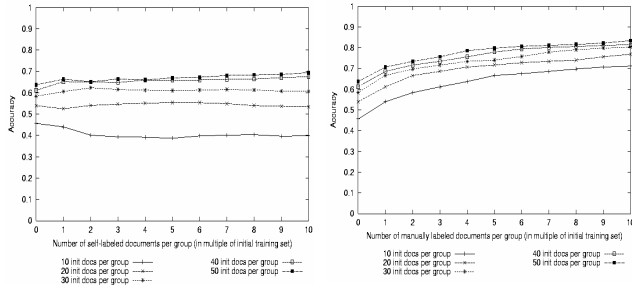 1
0.9
0.8
0.7
0.6
0.5
0.4
0.3
0.2
0.1
0
Accuracy
0 1 2 3 4 5 6 7 8 9 10
Number of self-labeled documents per group (in multiple of initial training set)
10 init docs per group
20 init docs per group
30 init docs per group
40 init docs per group
50 init docs per group
1
0.9
0.8
0.7
0.6
0.5
0.4
0.3
0.2
0.1
0
Accuracy
0 1 2 3 4 5 6 7 8 9 10
Number of manually labeled documents per group (in multiple of initial training set)
10 init docs per group
20 init docs per group
30 init docs per group
40 init docs per group
50 init docs per group